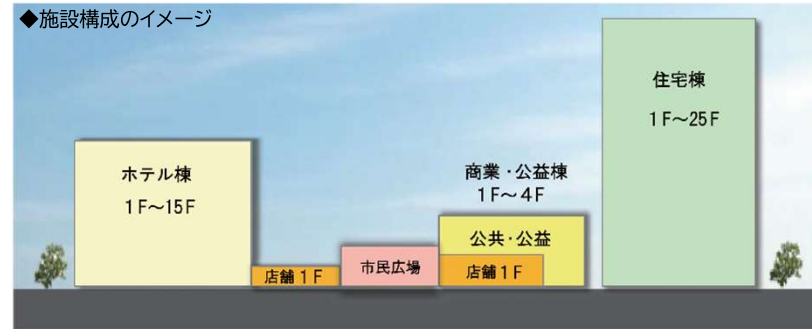 ◆施設構成のイメージ
住宅棟
1F～25F
ホテル棟
1F～15F
商業・公益棟
1F～4F
公共・公益
市民広場
店舗1F
店舗1F